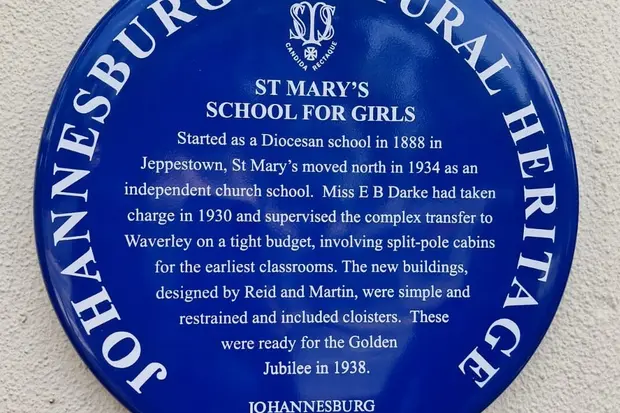 JOHANNESBURG
HERITAGE
CANDIDA RECTAQUE
ST MARY'S
SCHOOL FOR GIRLS
Started as a Diocesan school in 1888 in
Jeppestown, St Mary's moved north in 1934 as an
independent church school. Miss E B Darke had taken
charge in 1930 and supervised the complex transfer to
Waverley on a tight budget, involving split-pole cabins
for the earliest classrooms. The new buildings,
designed by Reid and Martin, were simple and
restrained and included cloisters. These
were ready for the Golden
Jubilee in 1938.
JOHANNESBURG